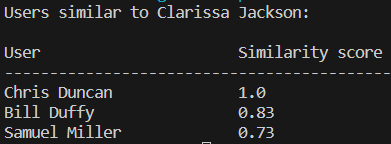 Users similar to Clarissa Jackson:
User Similarity score
-----------------------------------------
Chris Duncan 1.0
Bill Duffy 0.83
Samuel Miller 0.73